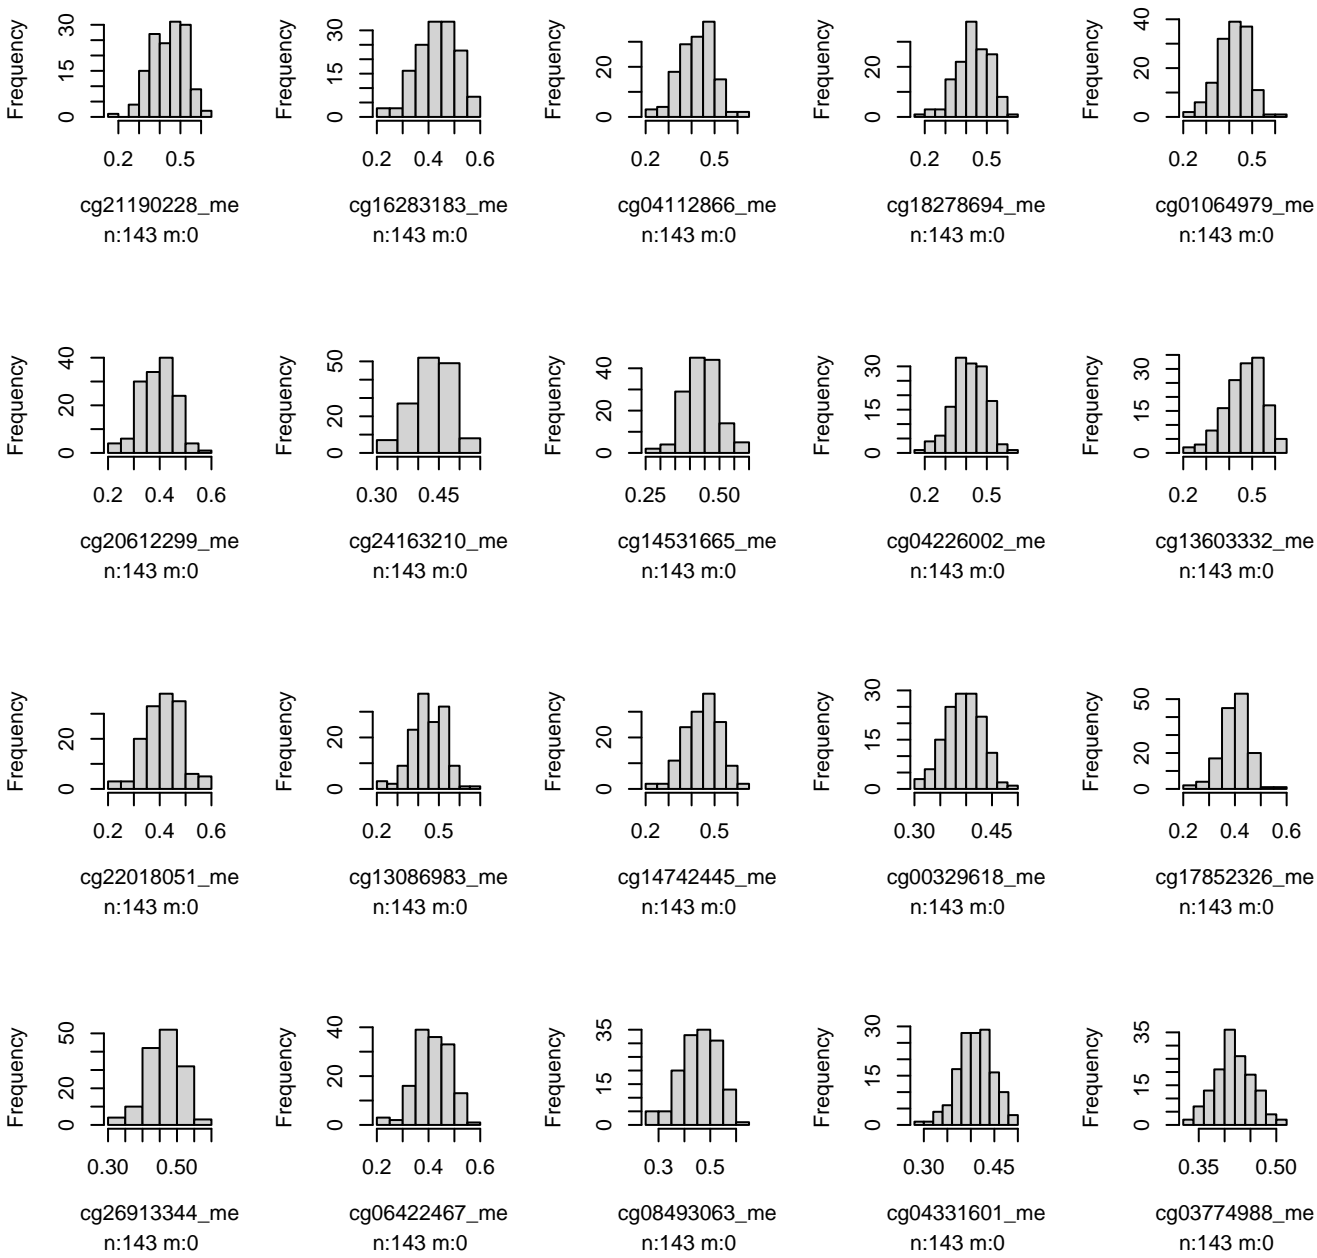 Frequency
0 15 30
0.2 0.5
cg21190228_me
n:143 m:0
Frequency
0 15 30
0.2 0.4 0.6
cg16283183_me
n:143 m:0
Frequency
0 20
0.2 0.5
cg04112866_me
n:143 m:0
Frequency
0 20
0.2 0.5
cg18278694_me
n:143 m:0
Frequency
0 20 40
0.2 0.5
cg01064979_me
n:143 m:0
Frequency
0 20 40
0.2 0.4 0.6
cg20612299_me
n:143 m:0
Frequency
0 20 50
0.30 0.45
cg24163210_me
n:143 m:0
Frequency
0 20 40
0.25 0.50
cg14531665_me
n:143 m:0
Frequency
0 15 30
0.2 0.5
cg04226002_me
n:143 m:0
Frequency
0 15 30
0.2 0.5
cg13603332_me
n:143 m:0
Frequency
0 20
0.2 0.4 0.6
cg22018051_me
n:143 m:0
Frequency
0 20
0.2 0.5
cg13086983_me
n:143 m:0
Frequency
0 20
0.2 0.5
cg14742445_me
n:143 m:0
Frequency
0 15 30
0.30 0.45
cg00329618_me
n:143 m:0
Frequency
0 20 50
0.2 0.4 0.6
cg17852326_me
n:143 m:0
Frequency
0 20 50
0.30 0.50
cg26913344_me
n:143 m:0
Frequency
0 20 40
0.2 0.4 0.6
cg06422467_me
n:143 m:0
Frequency
0 15 35
0.3 0.5
cg08493063_me
n:143 m:0
Frequency
0 15 30
0.30 0.45
cg04331601_me
n:143 m:0
Frequency
0 15 35
0.35 0.50
cg03774988_me
n:143 m:0